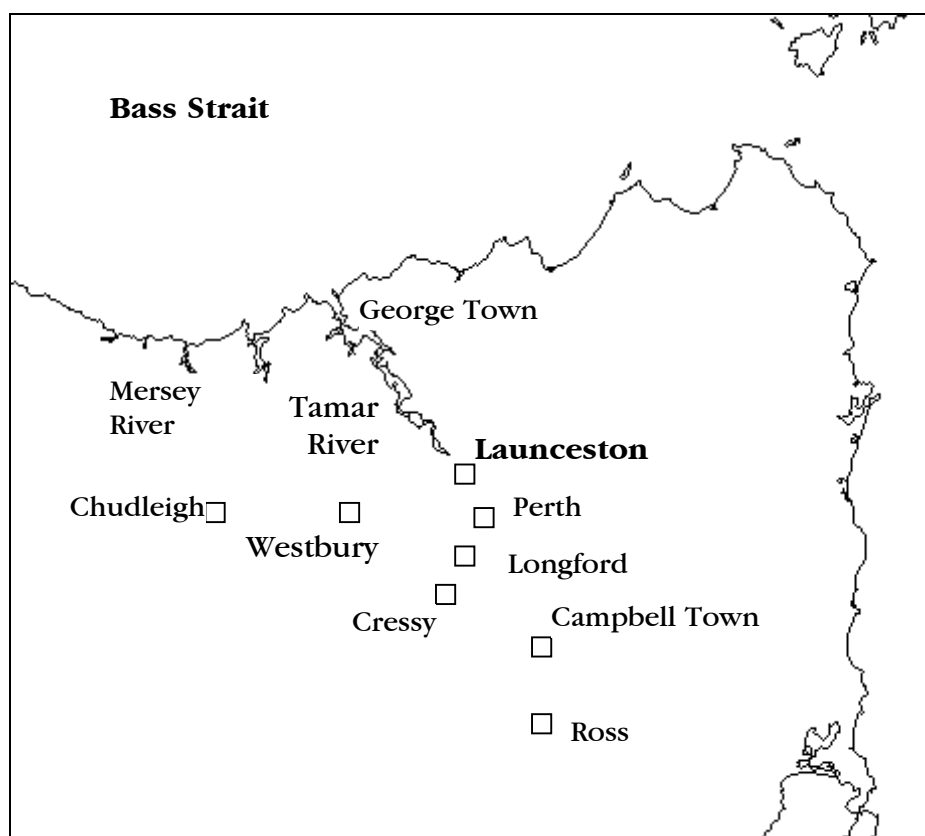 Bass Strait
George Town
Mersey
River
Tamar
River
Launceston
Chudleigh
Perth
Westbury
Longford
Cressy
Campbell Town
Ross